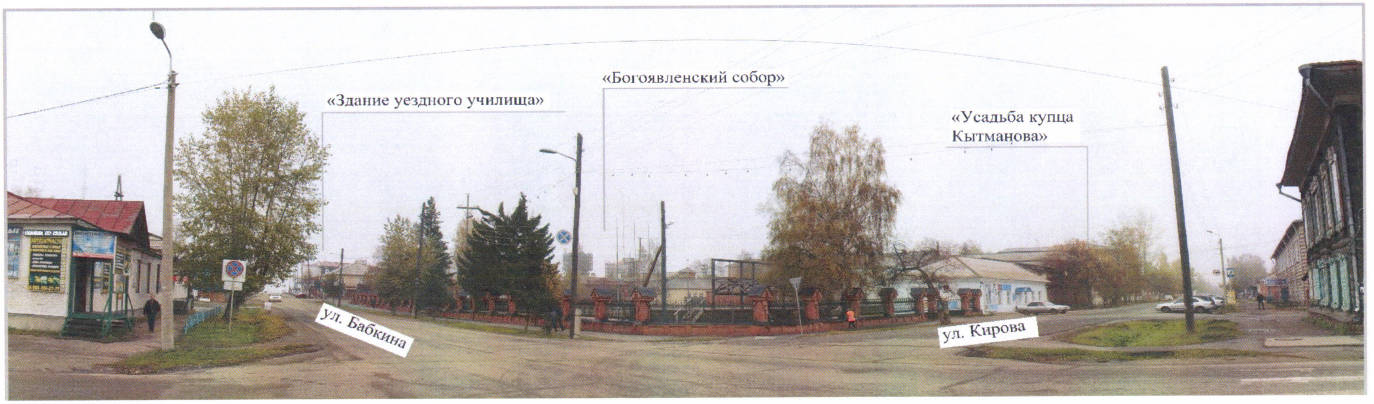 «Богоявленский собор»
«Здание уездного училища»
«Усадьба купца
Кытманова»
ул. Бабкина
ул. Кирова